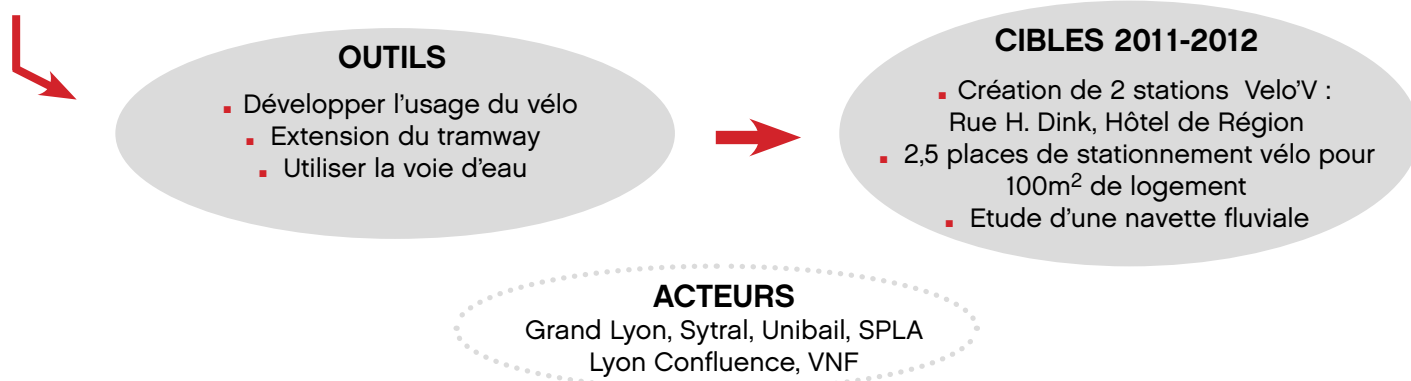 OUTILS
▪ Développer l'usage du vélo
▪ Extension du tramway
▪ Utiliser la voie d'eau
CIBLES 2011-2012
▪ Création de 2 stations Velo'V :
Rue H. Dink, Hôtel de Région
▪ 2,5 places de stationnement vélo pour
100m² de logement
▪ Etude d'une navette fluviale
ACTEURS
Grand Lyon, Sytral, Unibail, SPLA
Lyon Confluence, VNF